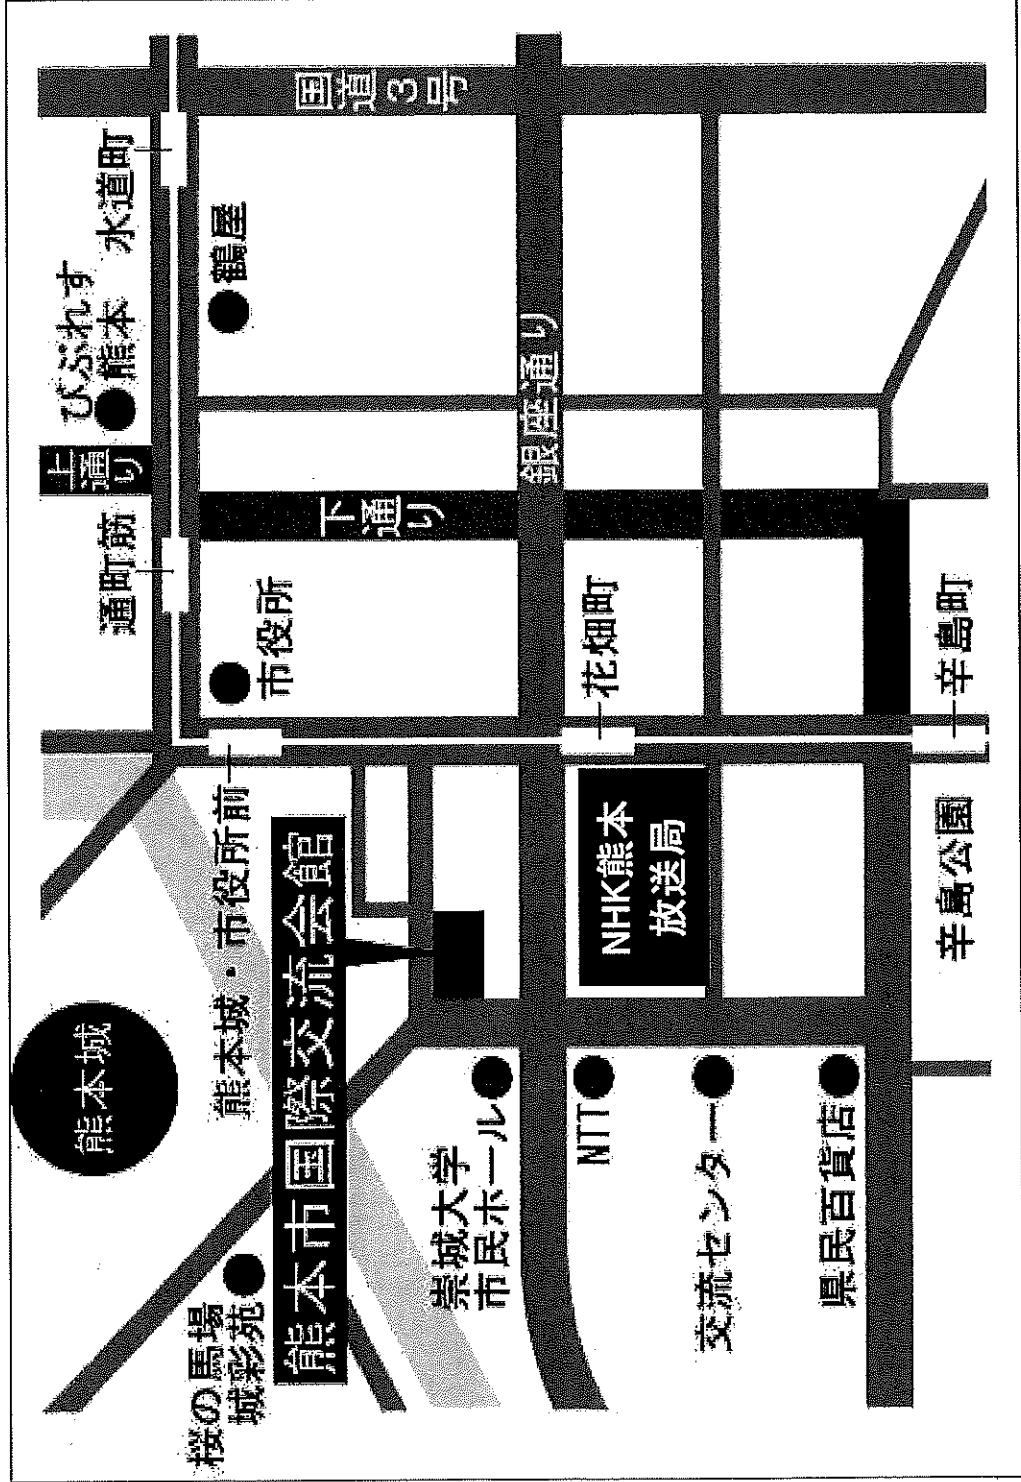 熊本城
桜の馬場
城彩苑
熊本城・市役所前
熊本市国際交流会館
崇城大学
市民ホール
NTT
交流センター
県民百貨店
NHK熊本
放送局
辛島公園
辛島町
花畑町
市役所
通町筋
上
通
り
下通り
銀座通り
びぷれす
熊本
水道町
鶴屋
国道3号